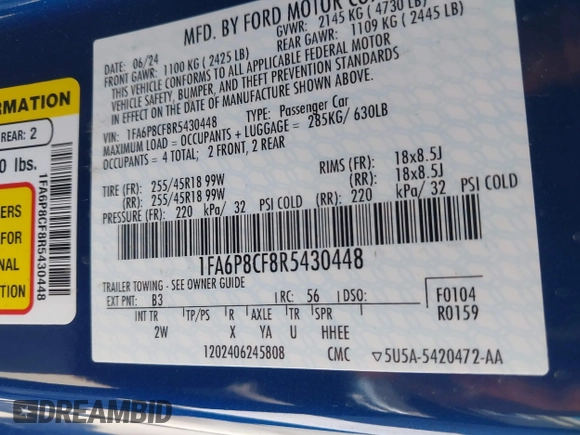 MFD. BY FORD MOTOR CO
DATE: 06/24 GVWR: 2145 KG ( 4730 LB)
FRONT GAWR: 1100 KG ( 2425 LB) REAR GAWR: 1109 KG ( 2445 LB)
THIS VEHICLE CONFORMS TO ALL APPLICABLE FEDERAL MOTOR
VEHICLE SAFETY, BUMPER, AND THEFT PREVENTION STANDARDS
IN EFFECT ON THE DATE OF MANUFACTURE SHOWN ABOVE.
VIN: 1FA6P8CF8R5430448 TYPE: Passenger Car
MAXIMUM LOAD = OCCUPANTS + LUGGAGE = 285KG/ 630LB
OCCUPANTS = 4 TOTAL; 2 FRONT, 2 REAR
TIRE (FR): 255/45R18 99W RIMS (FR): 18x8.5J
(RR): 255/45R18 99W (RR): 18x8.5J
PRESSURE (FR): 220 kPa/ 32 PSI COLD (RR): 220 kPa/ 32 PSI COLD
1FA6P8CF8R5430448
TRAILER TOWING - SEE OWNER GUIDE
EXT PNT: B3 RC: 56 DSO: F0104
INT TR TP/PS R AXLE TR SPR R0159
2W X YA U HHEE
1202406245808 CMC 5U5A-5420472-AA
ORMATION
REAR: 2
0 lbs.
ERS
FOR
NAL
TION
1FA6P8CF8R5430448
DREAMBID